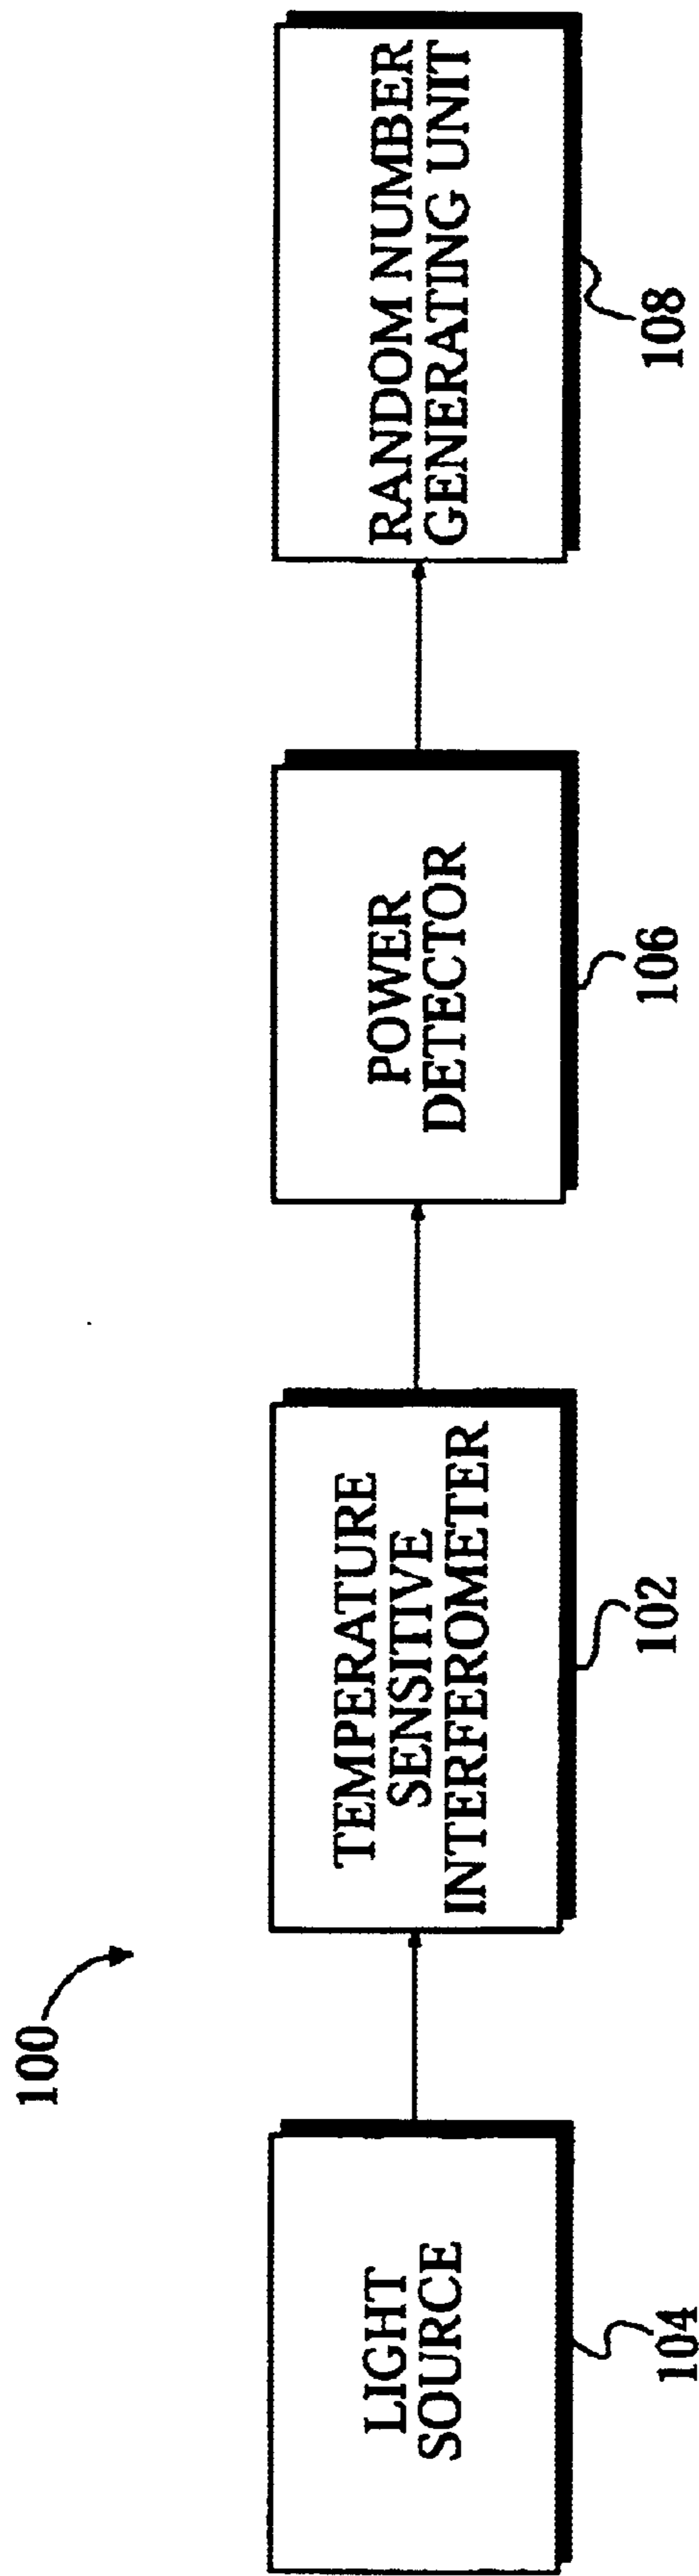 100
LIGHT
SOURCE
104
TEMPERATURE
SENSITIVE
INTERFEROMETER
102
POWER
DETECTOR
106
RANDOM NUMBER
GENERATING UNIT
108